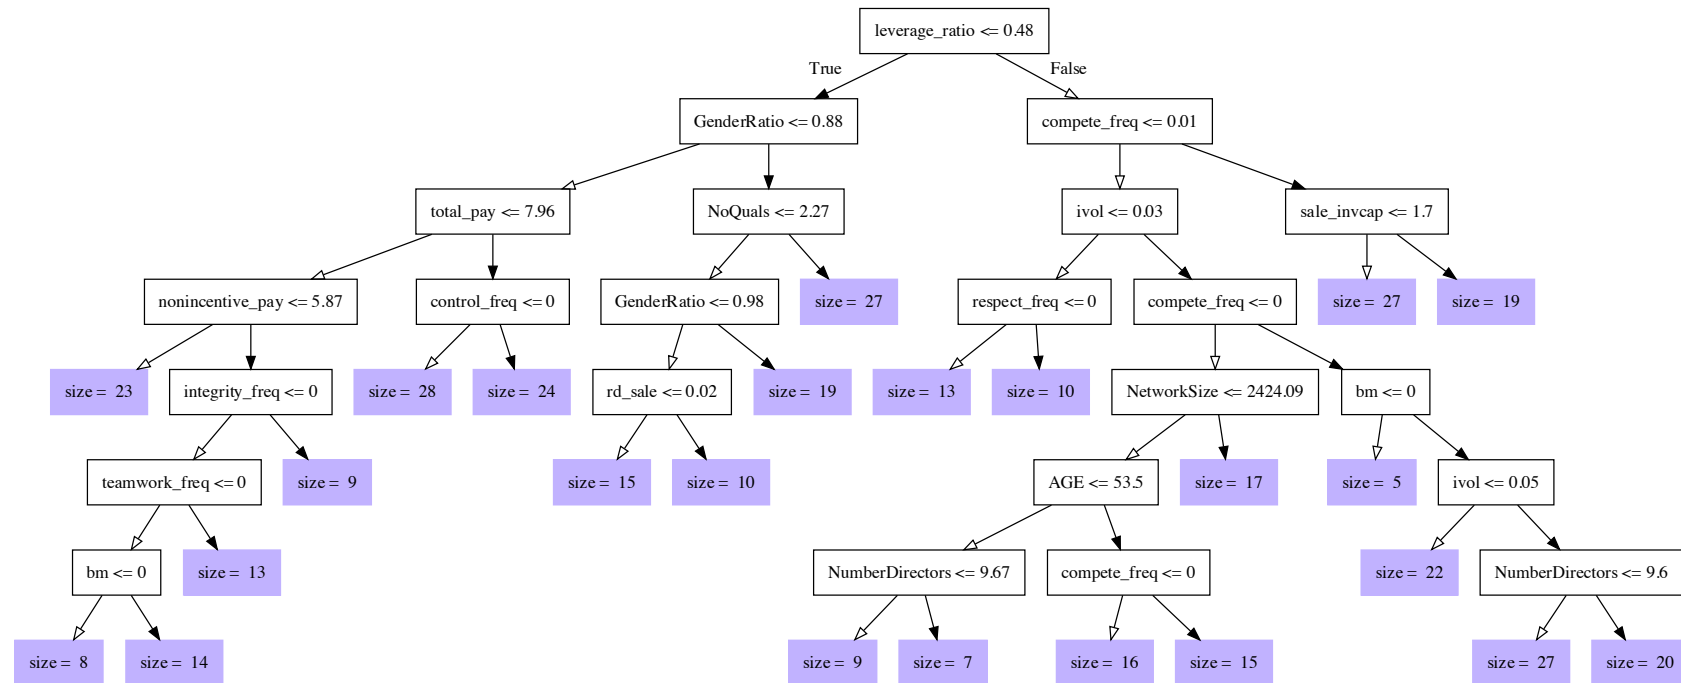 leverage_ratio <= 0.48
True
False
GenderRatio <= 0.88
compete_freq <= 0.01
total_pay <= 7.96
NoQuals <= 2.27
ivol <= 0.03
sale_invcap <= 1.7
nonincentive_pay <= 5.87
control_freq <= 0
GenderRatio <= 0.98
size = 27
respect_freq <= 0
compete_freq <= 0
size = 27
size = 19
size = 23
integrity_freq <= 0
size = 28
size = 24
rd_sale <= 0.02
size = 19
size = 13
size = 10
NetworkSize <= 2424.09
bm <= 0
teamwork_freq <= 0
size = 9
size = 15
size = 10
AGE <= 53.5
size = 17
size = 5
ivol <= 0.05
bm <= 0
size = 13
NumberDirectors <= 9.67
compete_freq <= 0
size = 22
NumberDirectors <= 9.6
size = 8
size = 14
size = 9
size = 7
size = 16
size = 15
size = 27
size = 20